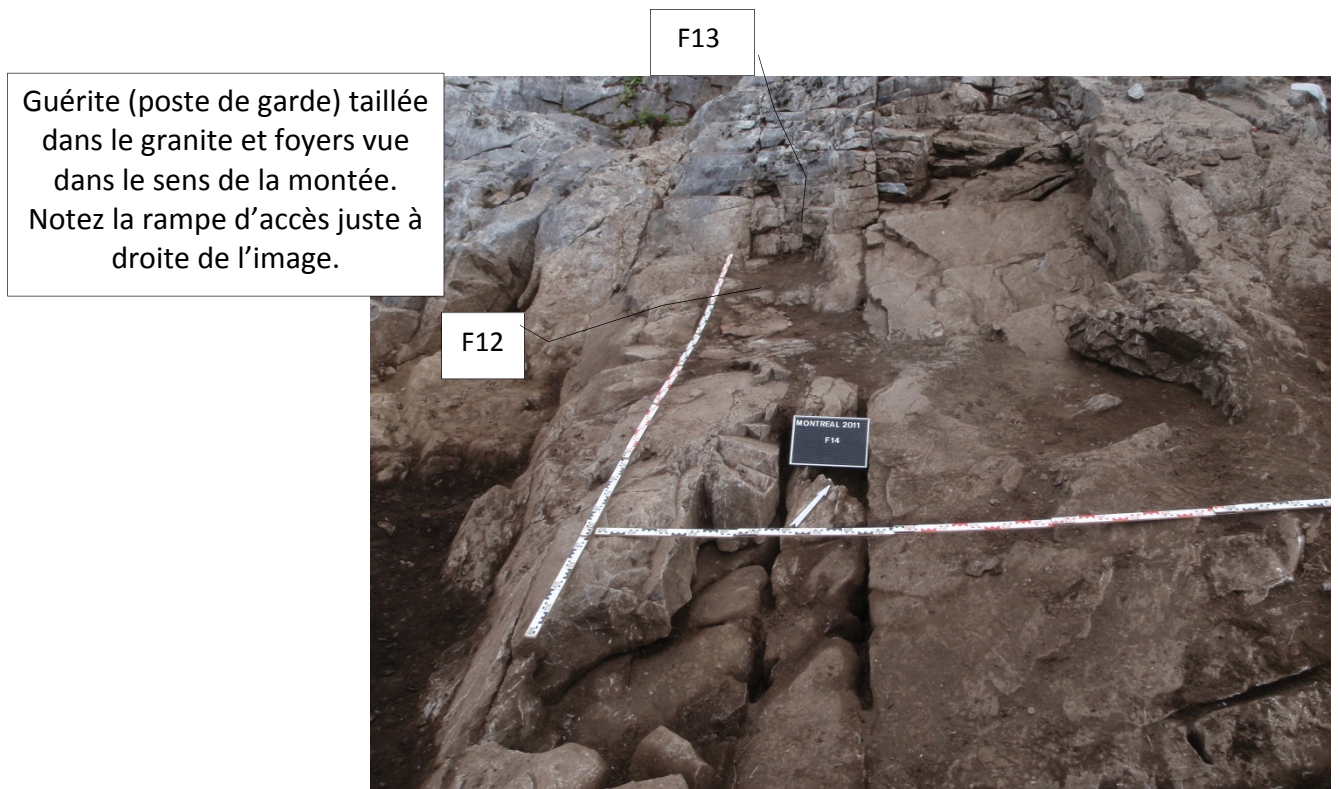 F13
Guérite (poste de garde) taillée
dans le granite et foyers vue
dans le sens de la montée.
Notez la rampe d’accès juste à
droite de l’image.
F12
MONTREAL 2011
F14